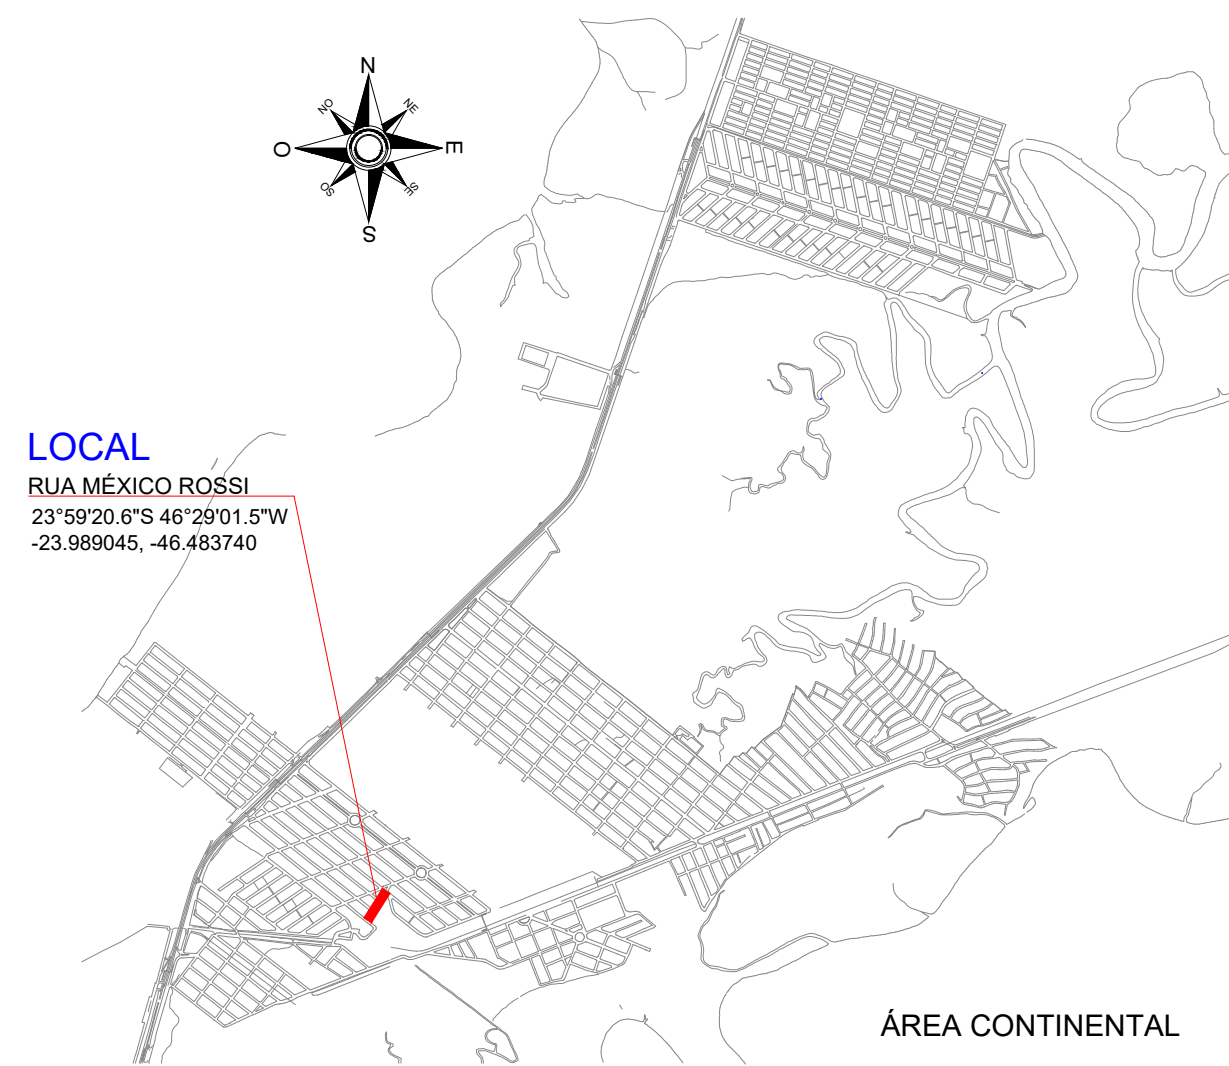 N
NO
NE
O
E
SO
SE
S
LOCAL
RUA MÉXICO ROSSI
23°59'20.6"S 46°29'01.5"W
-23.989045, -46.483740
ÁREA CONTINENTAL